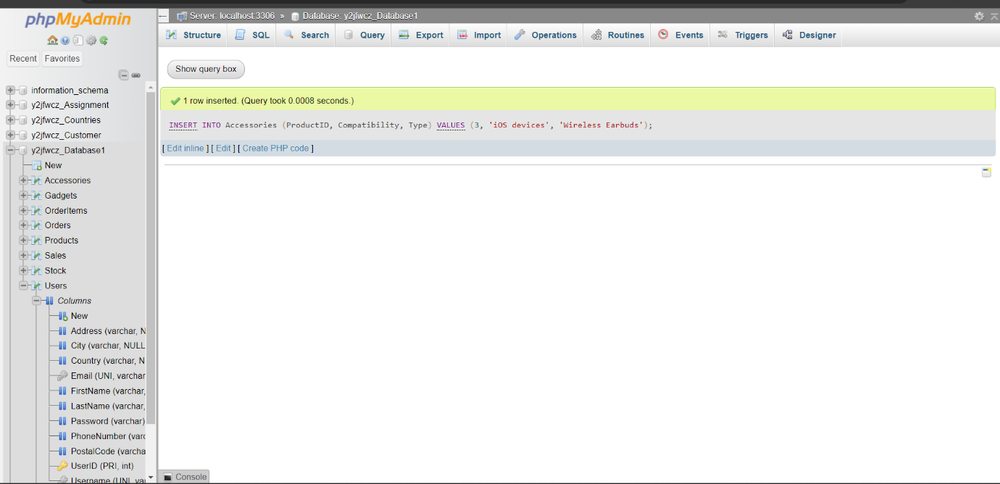 phpMyAdmin
Recent Favorites
information_schema
y2jfwcz_Assignment
y2jfwcz_Countries
y2jfwcz_Customer
y2jfwcz_Database1
New
Accessories
Gadgets
OrderItems
Orders
Products
Sales
Stock
Users
Columns
New
Address (varchar, N
City (varchar, NULL
Country (varchar, N
Email (UNI, varchar
FirstName (varchar,
LastName (varchar,
Password (varchar)
PhoneNumber (varc
PostalCode (varcha
UserID (PRI, int)
Username (UNI, va
Server: localhost:3306 » Database: y2jfwcz_Database1
Structure SQL Search Query Export Import Operations Routines Events Triggers Designer
Show query box
1 row inserted. (Query took 0.0008 seconds.)
INSERT INTO Accessories (ProductID, Compatibility, Type) VALUES (3, 'iOS devices', 'Wireless Earbuds');
[ Edit inline ] [ Edit ] [ Create PHP code ]
Console